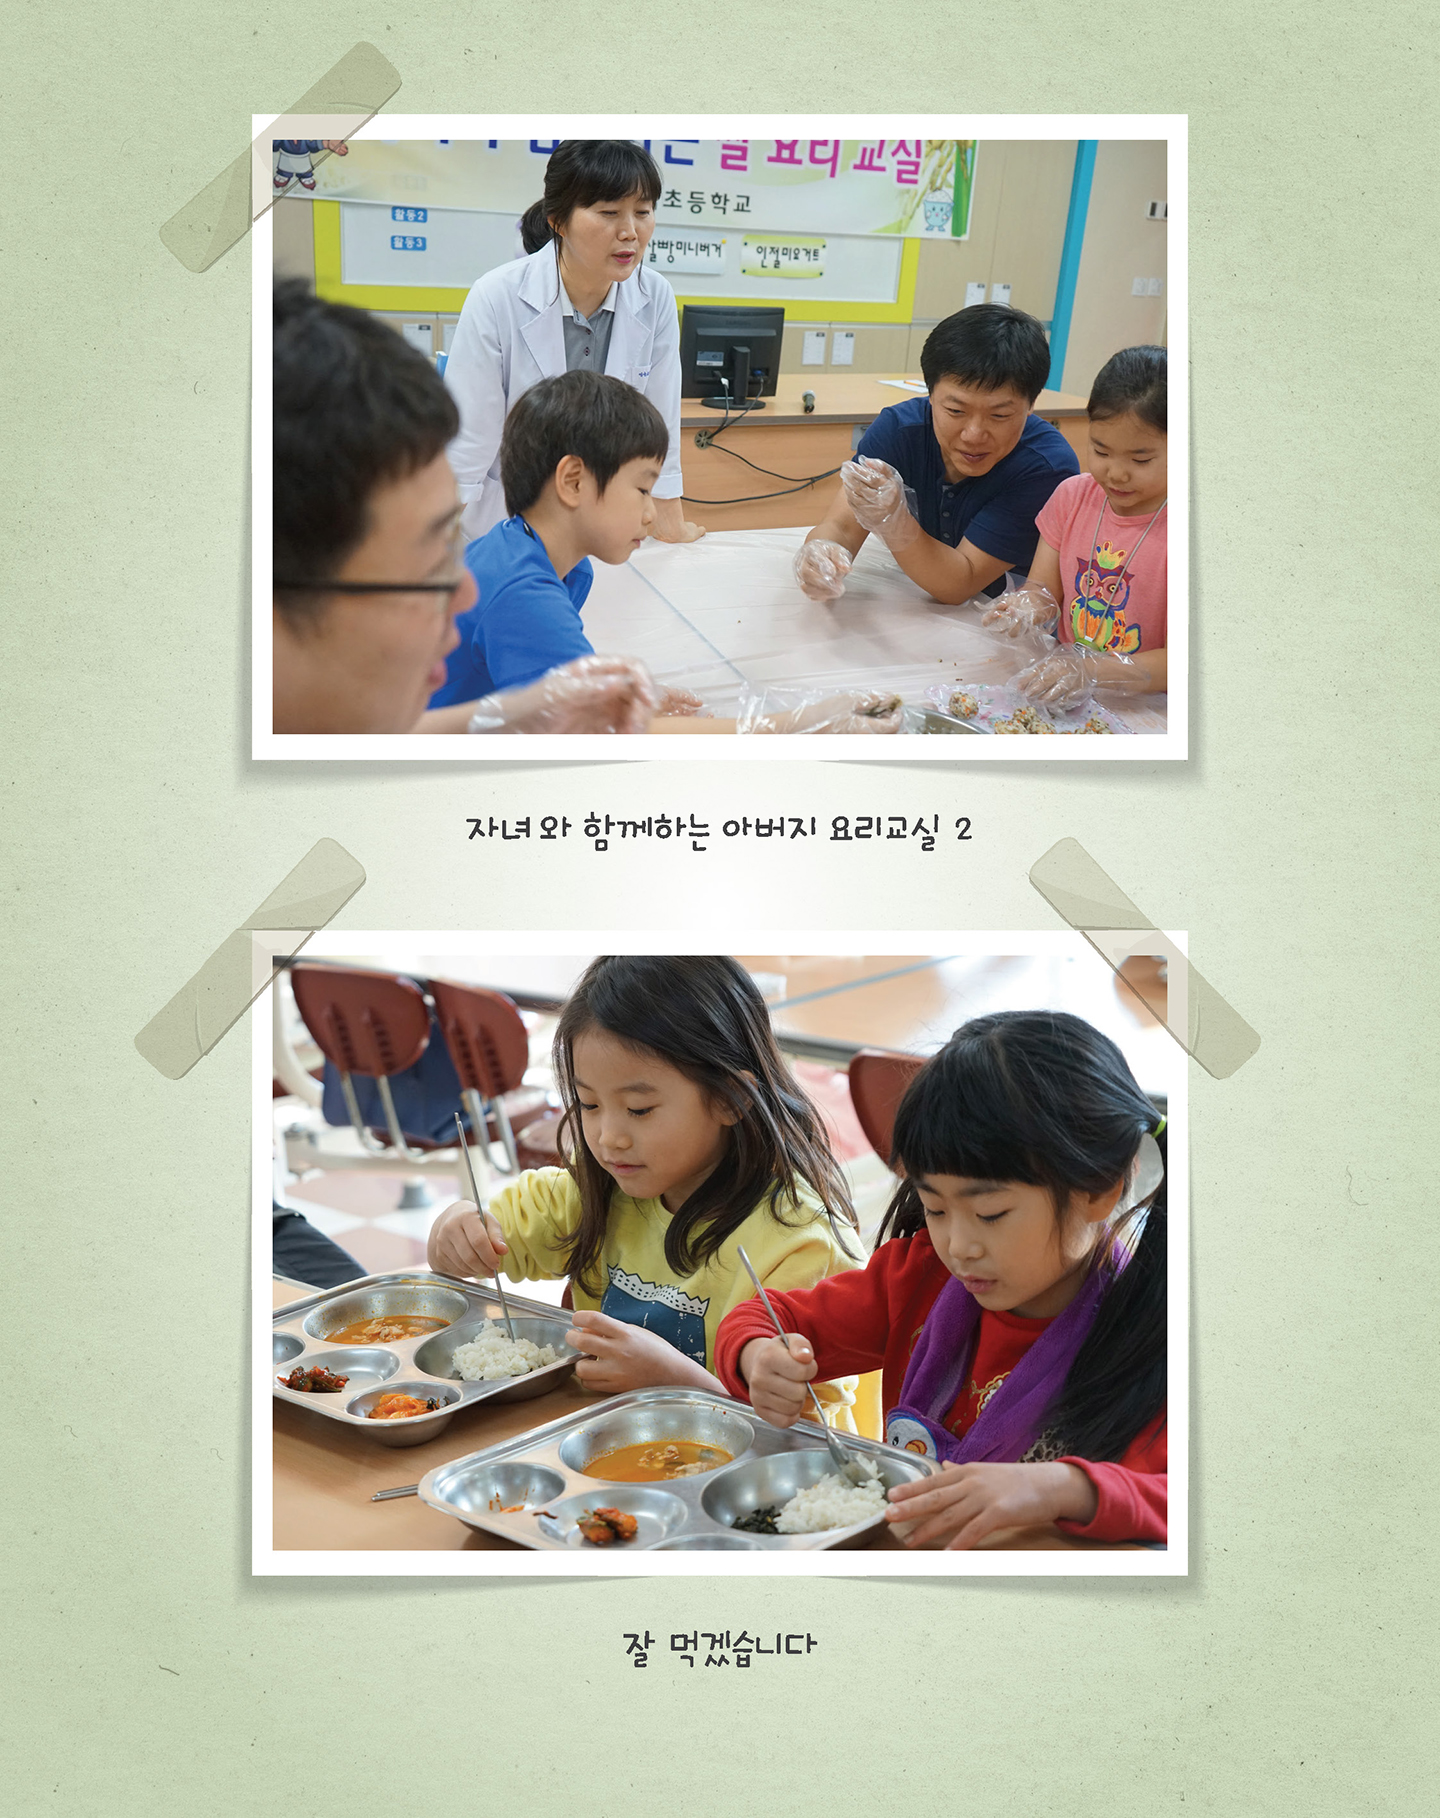 쌀 요리 교실
초등학교
활동2
활동3
쌀빵미니버거
인절미요거트
자녀와 함께하는 아버지 요리교실 2
잘 먹겠습니다